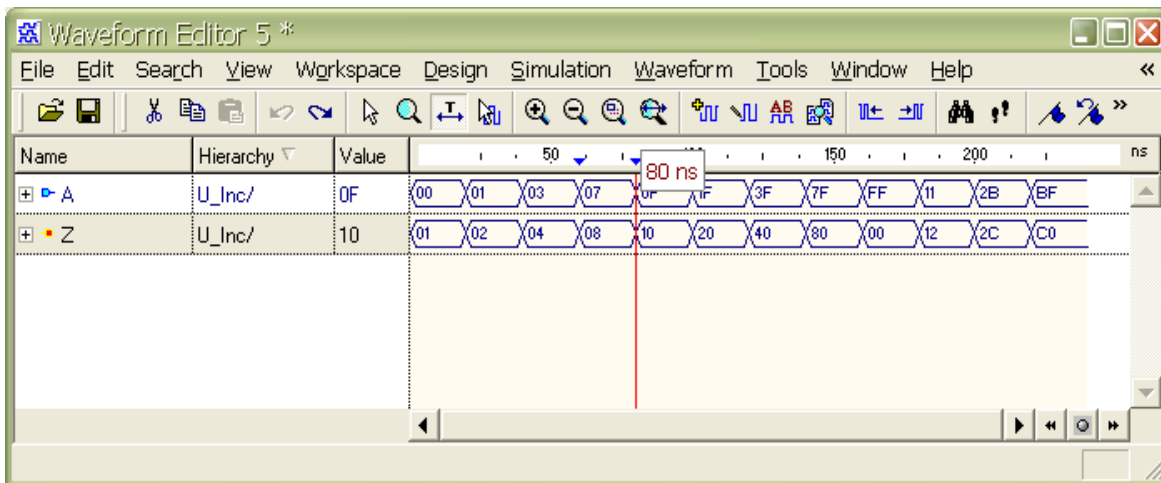 Waveform Editor 5 *
File Edit Search View Workspace Design Simulation Waveform Tools Window Help
Name Hierarchy Value 50 150 200 ns
80 ns
A U_Inc/ 0F 00 01 03 07 0F 1F 3F 7F FF 11 2B BF
Z U_Inc/ 10 01 02 04 08 10 20 40 80 00 12 2C C0